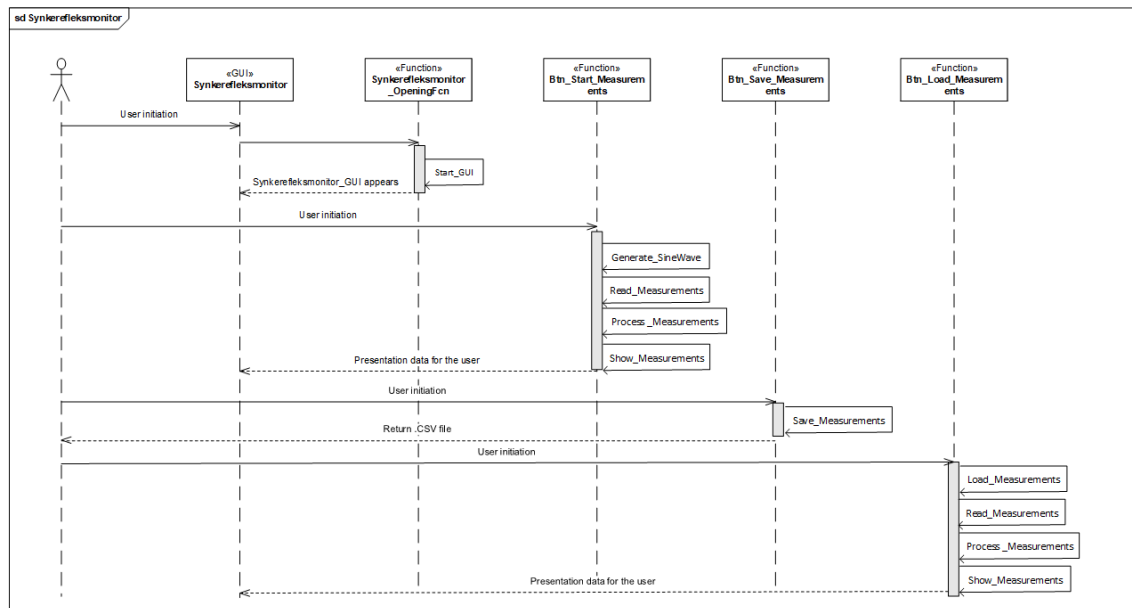 sd Synkerefleksmonitor
«GUI»
Synkerefleksmonitor
«Function»
Synkerefleksmonitor
_OpeningFcn
«Function»
Btn_Start_Measurem
ents
«Function»
Btn_Save_Measurem
ents
«Function»
Btn_Load_Measurem
ents
User initiation
Start_GUI
Synkerefleksmonitor_GUI appears
User initiation
Generate_SineWave
Read_Measurements
Process _Measurements
Show_Measurements
Presentation data for the user
User initiation
Save_Measurements
Return .CSV file
User initiation
Load_Measurements
Read_Measurements
Process _Measurements
Show_Measurements
Presentation data for the user